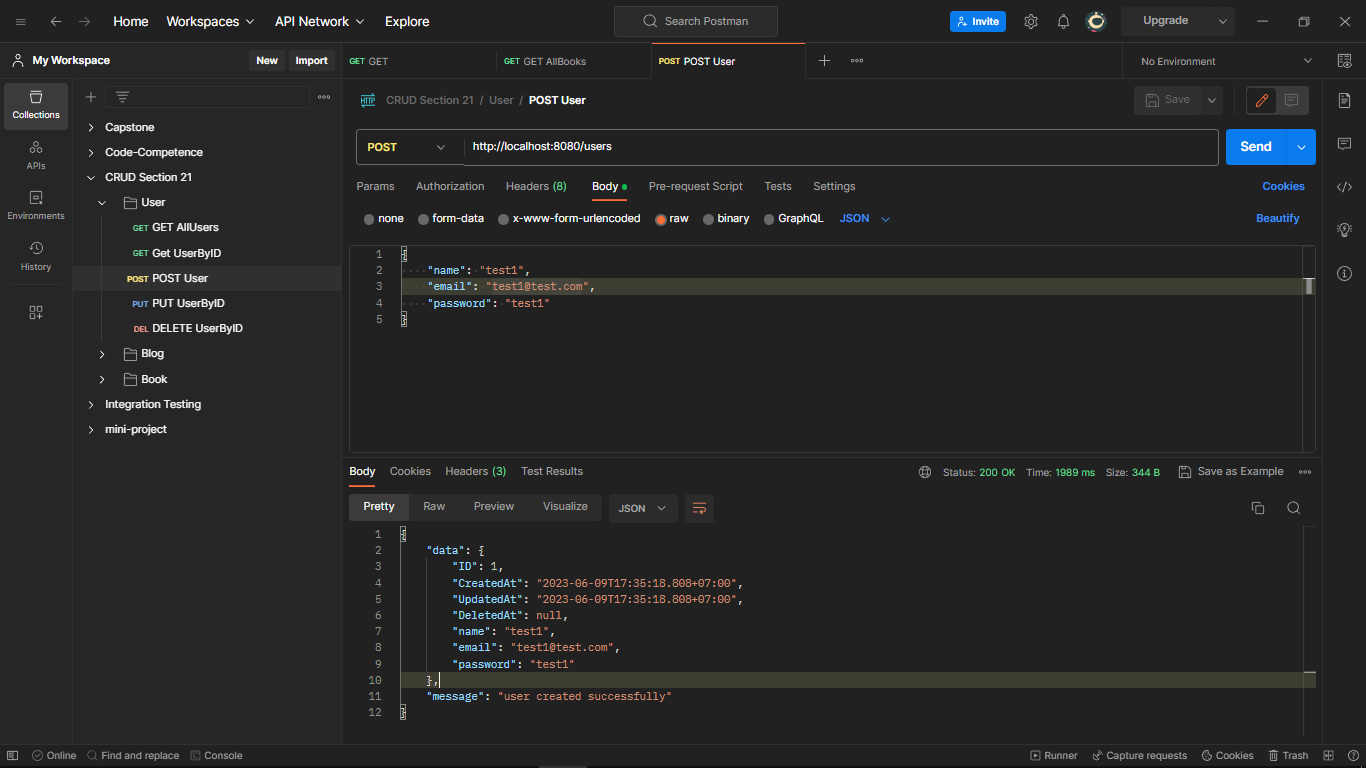 Home Workspaces API Network Explore Search Postman Invite Upgrade
My Workspace New Import GET GET GET GET AllBooks POST POST User No Environment
Collections
APIs
Environments
History
Capstone
Code-Competence
CRUD Section 21
User
GET GET AllUsers
GET Get UserByID
POST POST User
PUT PUT UserByID
DEL DELETE UserByID
Blog
Book
Integration Testing
mini-project
HTTP CRUD Section 21 / User / POST User Save
POST http://localhost:8080/users Send
Params Authorization Headers (8) Body Pre-request Script Tests Settings Cookies
none form-data x-www-form-urlencoded raw binary GraphQL JSON Beautify
1 {
2 "name": "test1",
3 "email": "test1@test.com",
4 "password": "test1"
5 }
Body Cookies Headers (3) Test Results Status: 200 OK Time: 1989 ms Size: 344 B Save as Example
Pretty Raw Preview Visualize JSON
1 {
2 "data": {
3 "ID": 1,
4 "CreatedAt": "2023-06-09T17:35:18.808+07:00",
5 "UpdatedAt": "2023-06-09T17:35:18.808+07:00",
6 "DeletedAt": null,
7 "name": "test1",
8 "email": "test1@test.com",
9 "password": "test1"
10 },
11 "message": "user created successfully"
12 }
Online Find and replace Console Runner Capture requests Cookies Trash